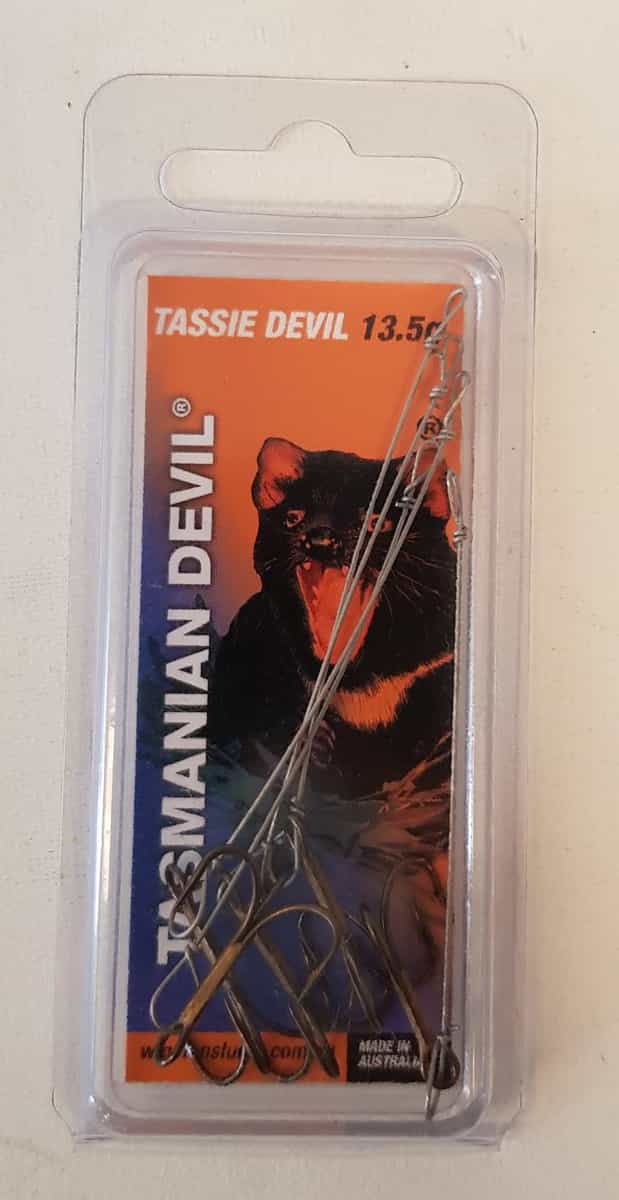 TASSIE DEVIL 13.5g
®
TASMANIAN DEVIL®
MADE IN
AUSTRALIA